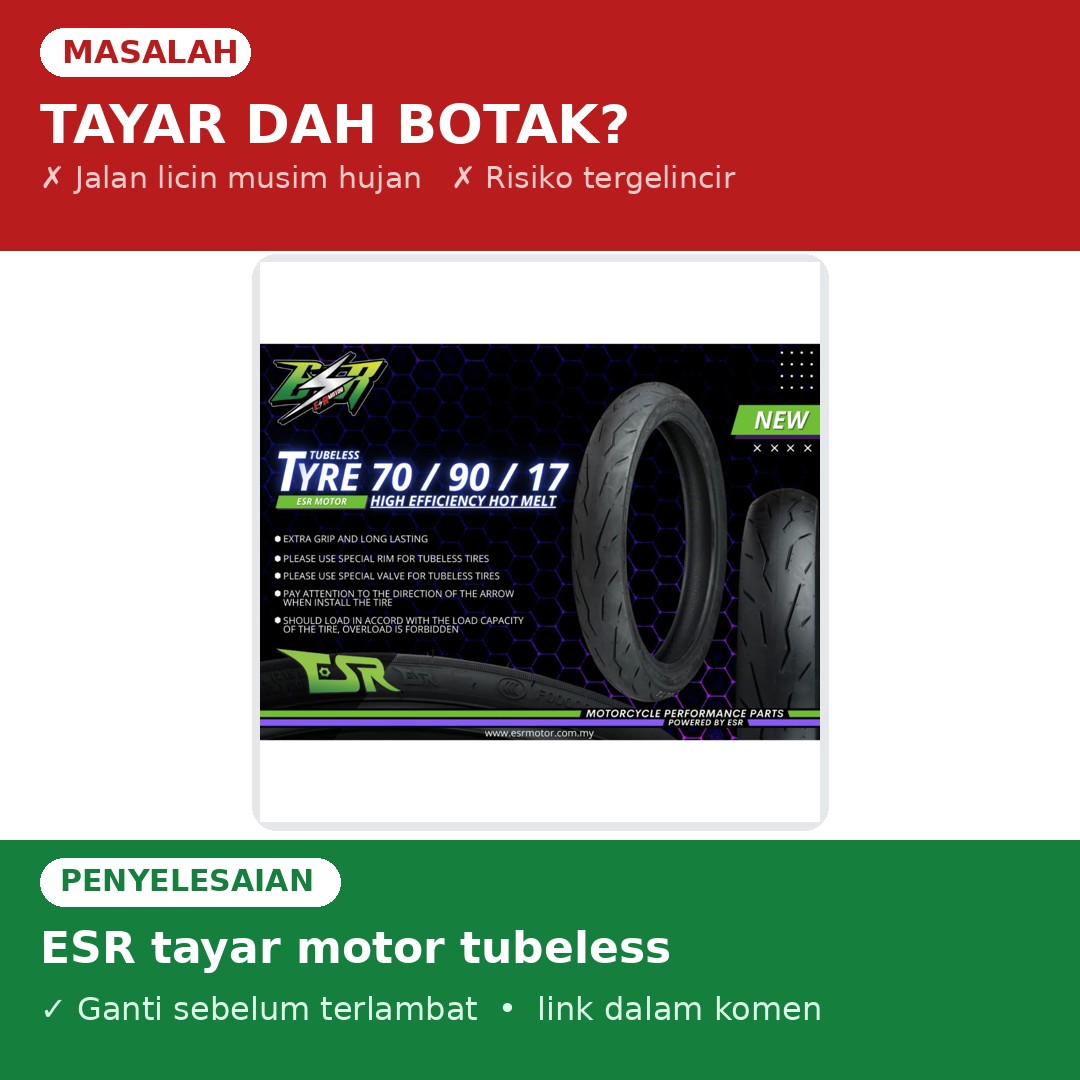 MASALAH
TAYAR DAH BOTAK?
✗ Jalan licin musim hujan ✗ Risiko tergelincir
ESR
NEW
TUBELESS
TYRE 70 / 90 / 17
ESR MOTOR HIGH EFFICIENCY HOT MELT
EXTRA GRIP AND LONG LASTING
PLEASE USE SPECIAL RIM FOR TUBELESS TIRES
PLEASE USE SPECIAL VALVE FOR TUBELESS TIRES
PAY ATTENTION TO THE DIRECTION OF THE ARROW
WHEN INSTALL THE TIRE
SHOULD LOAD IN ACCORD WITH THE LOAD CAPACITY
OF THE TIRE, OVERLOAD IS FORBIDDEN
ESR
MOTORCYCLE PERFORMANCE PARTS
POWERED BY ESR
www.esrmotor.com.my
PENYELESAIAN
ESR tayar motor tubeless
✓ Ganti sebelum terlambat • link dalam komen